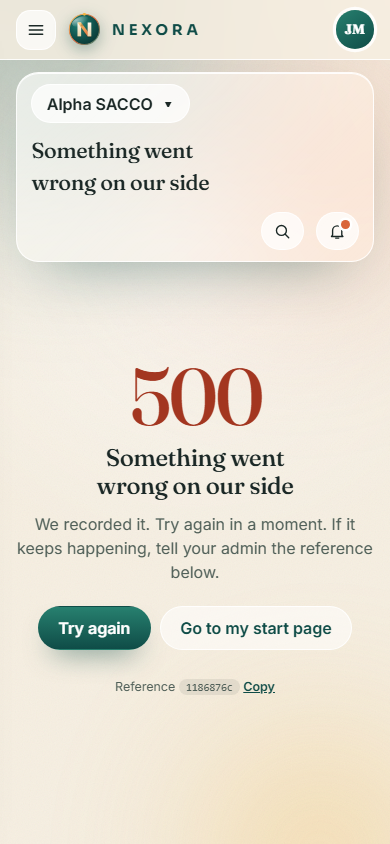 N NEXORA JM
Alpha SACCO ▼
Something went
wrong on our side
500
Something went
wrong on our side
We recorded it. Try again in a moment. If it
keeps happening, tell your admin the reference
below.
Try again Go to my start page
Reference 1186876c Copy